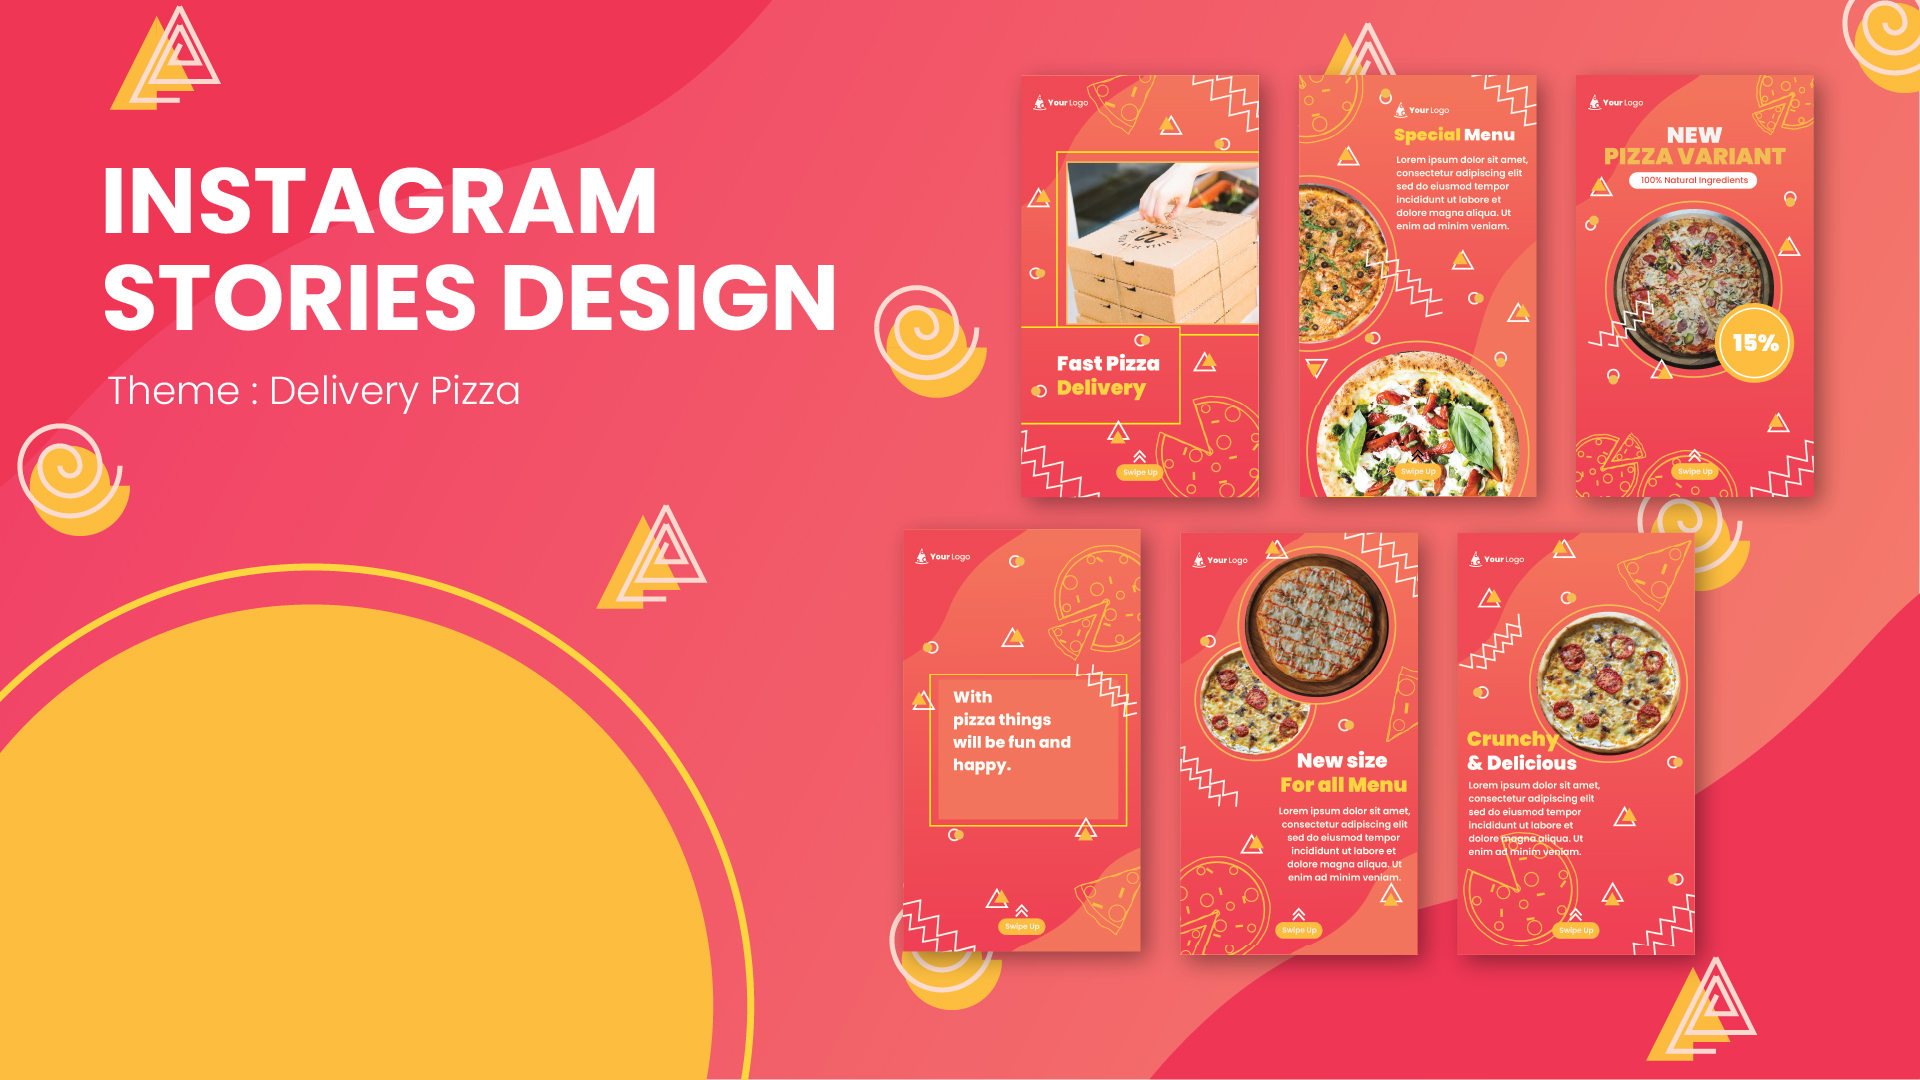 INSTAGRAM
STORIES DESIGN
Theme : Delivery Pizza
Your Logo
22
Fast Pizza
Delivery
Swipe Up
Your Logo
Special Menu
Lorem ipsum dolor sit amet,
consectetur adipiscing elit
sed do eiusmod tempor
incididunt ut labore et
dolore magna aliqua. Ut
enim ad minim veniam.
Swipe Up
Your Logo
NEW
PIZZA VARIANT
100% Natural Ingredients
15%
Swipe Up
Your Logo
With
pizza things
will be fun and
happy.
Swipe Up
Your Logo
New size
For all Menu
Lorem ipsum dolor sit amet,
consectetur adipiscing elit
sed do eiusmod tempor
incididunt ut labore et
dolore magna aliqua. Ut
enim ad minim veniam.
Swipe Up
Your Logo
Crunchy
& Delicious
Lorem ipsum dolor sit amet,
consectetur adipiscing elit
sed do eiusmod tempor
incididunt ut labore et
dolore magna aliqua. Ut
enim ad minim veniam.
Swipe Up